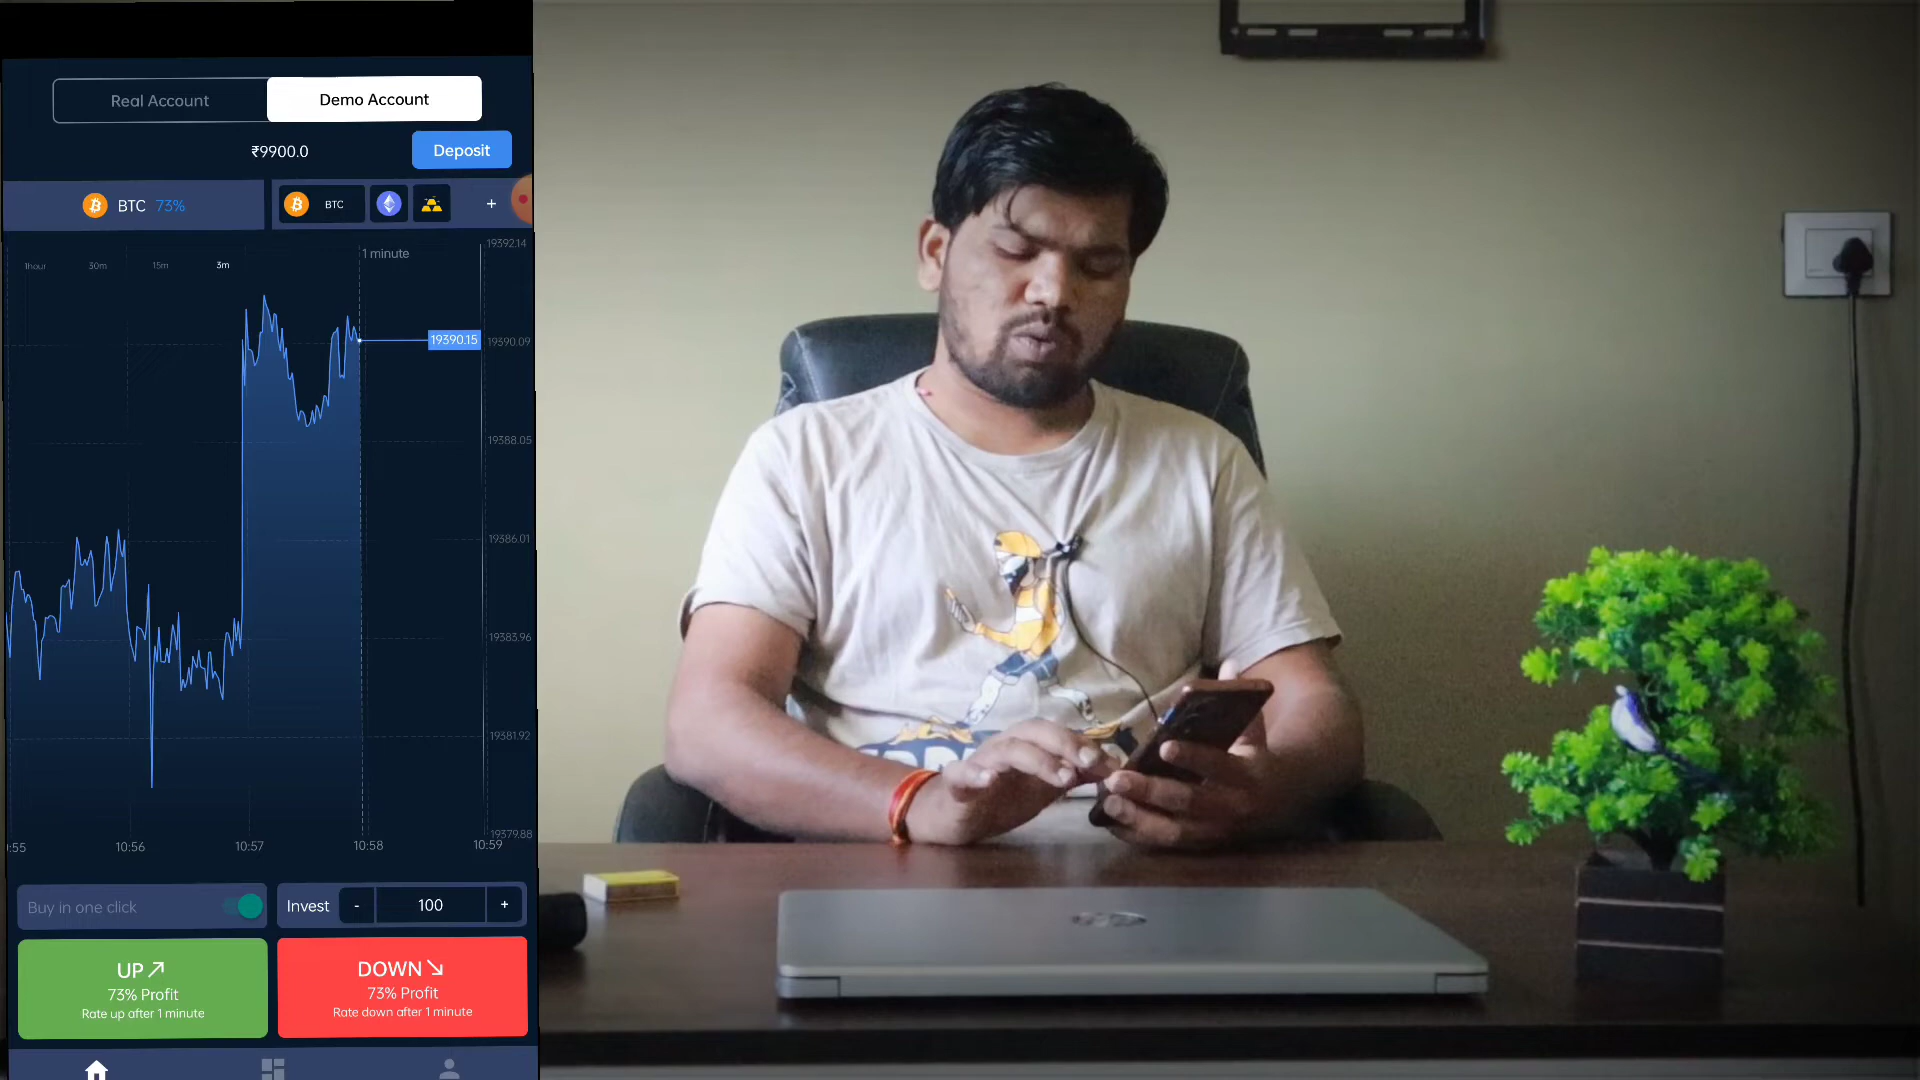 Real Account
Demo Account
₹9900.0
Deposit
BTC 73%
BTC
+
1hour
30m
15m
3m
1 minute
19392.14
19390.15
19390.09
19388.05
19386.01
19383.96
19381.92
19379.88
:55
10:56
10:57
10:58
10:59
Buy in one click
Invest
-
100
+
UP
73% Profit
Rate up after 1 minute
DOWN
73% Profit
Rate down after 1 minute
hp